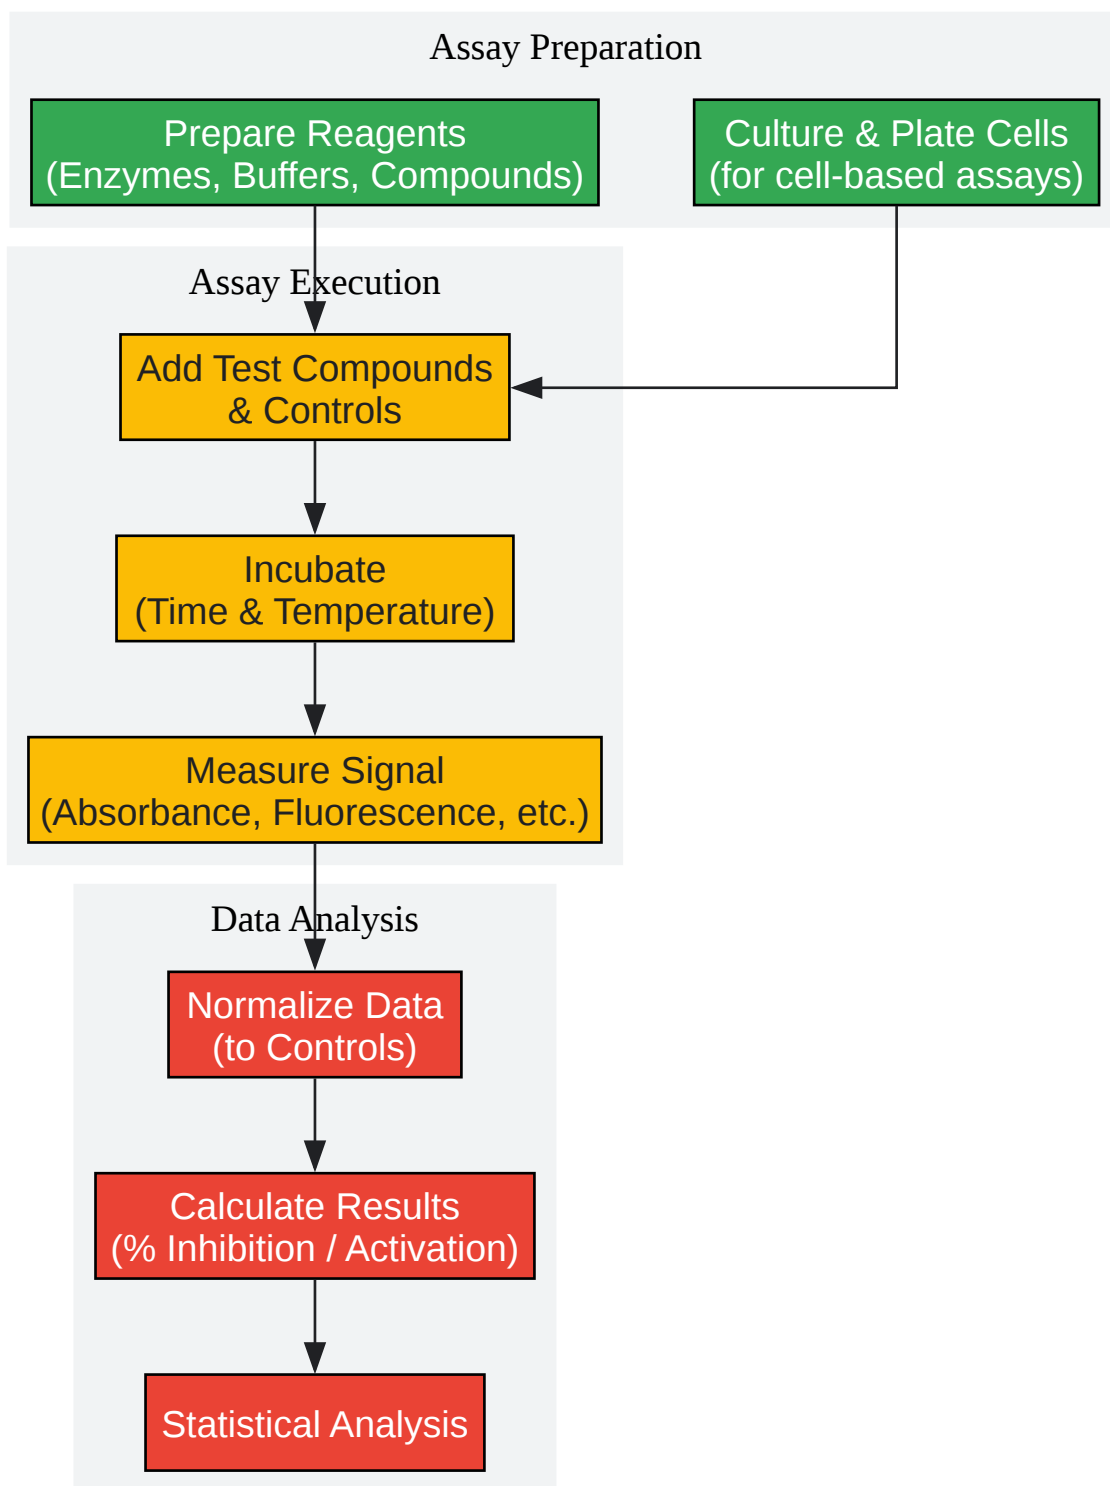 Assay Preparation
Prepare Reagents
(Enzymes, Buffers, Compounds)
Culture & Plate Cells
(for cell-based assays)
Assay Execution
Add Test Compounds
& Controls
Incubate
(Time & Temperature)
Measure Signal
(Absorbance, Fluorescence, etc.)
Data Analysis
Normalize Data
(to Controls)
Calculate Results
(% Inhibition / Activation)
Statistical Analysis